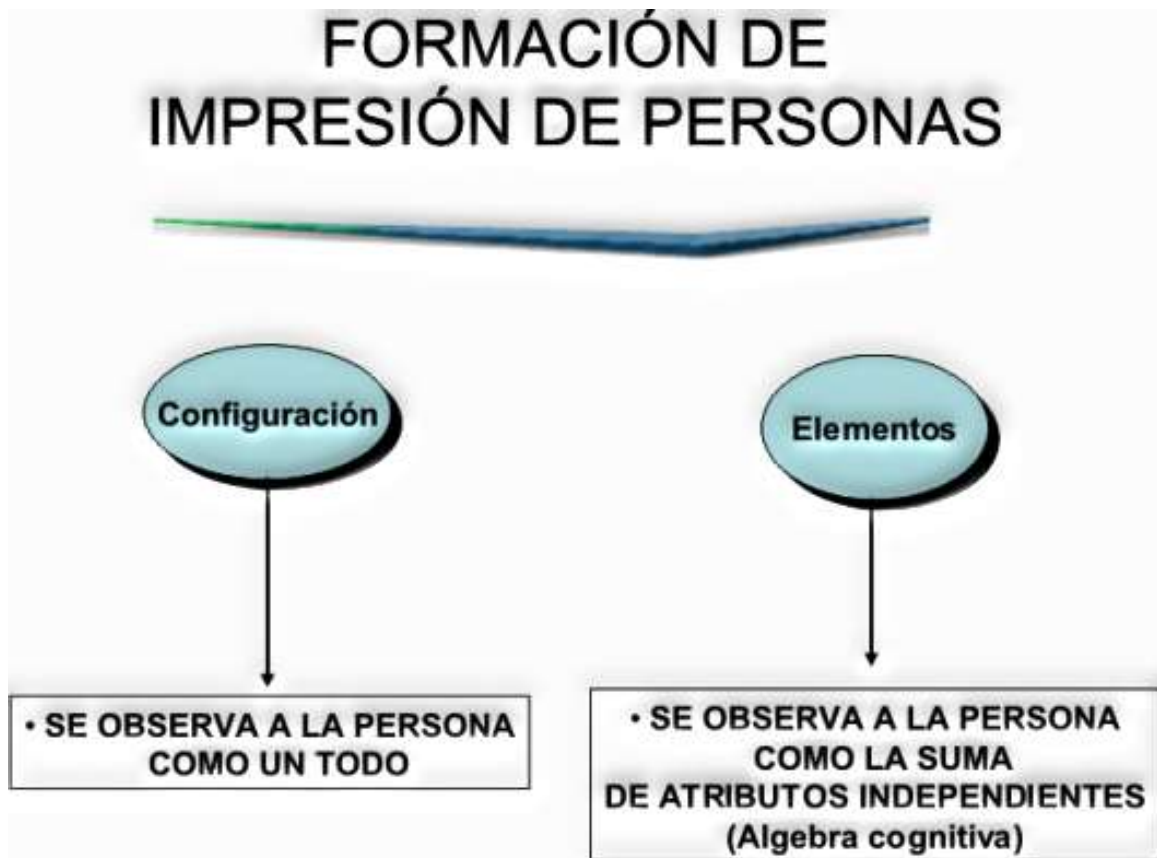 FORMACIÓN DE
IMPRESIÓN DE PERSONAS
Configuración
Elementos
• SE OBSERVA A LA PERSONA
COMO UN TODO
• SE OBSERVA A LA PERSONA
COMO LA SUMA
DE ATRIBUTOS INDEPENDIENTES
(Algebra cognitiva)